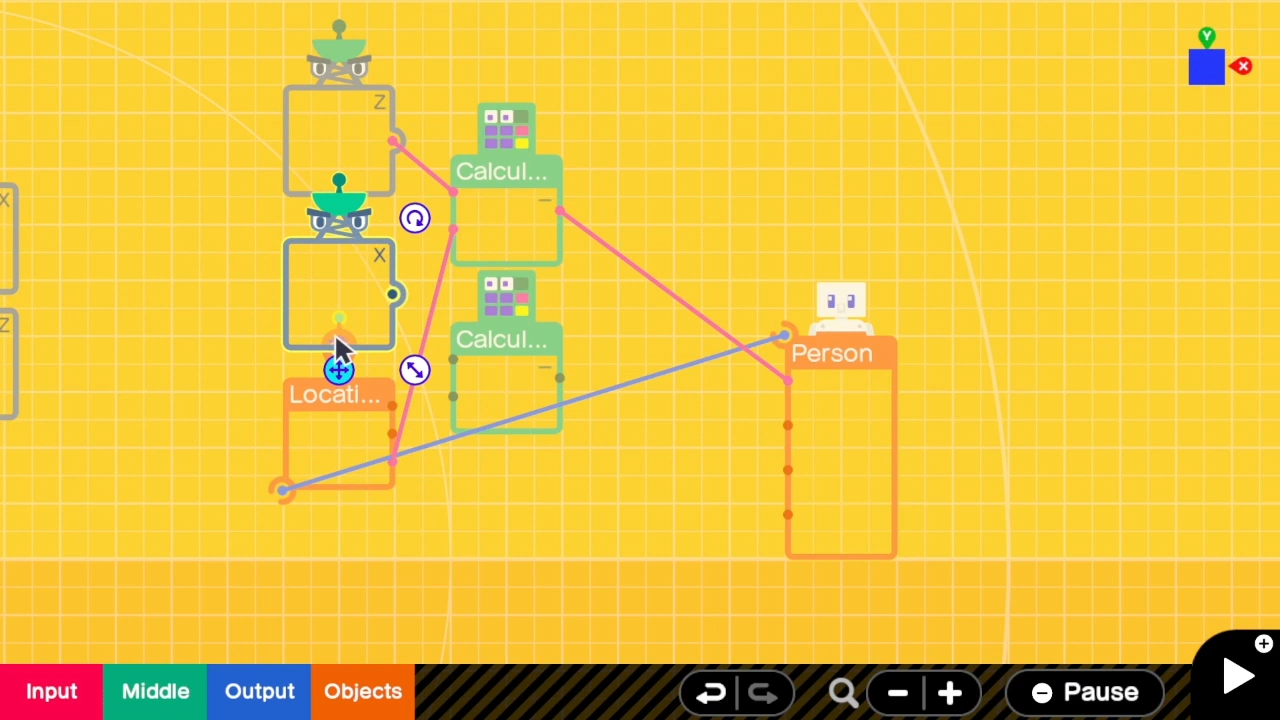 Y
X
Z
Calcul...
X
X
Calcul...
Z
Person
Locati...
Input
Middle
Output
Objects
Pause